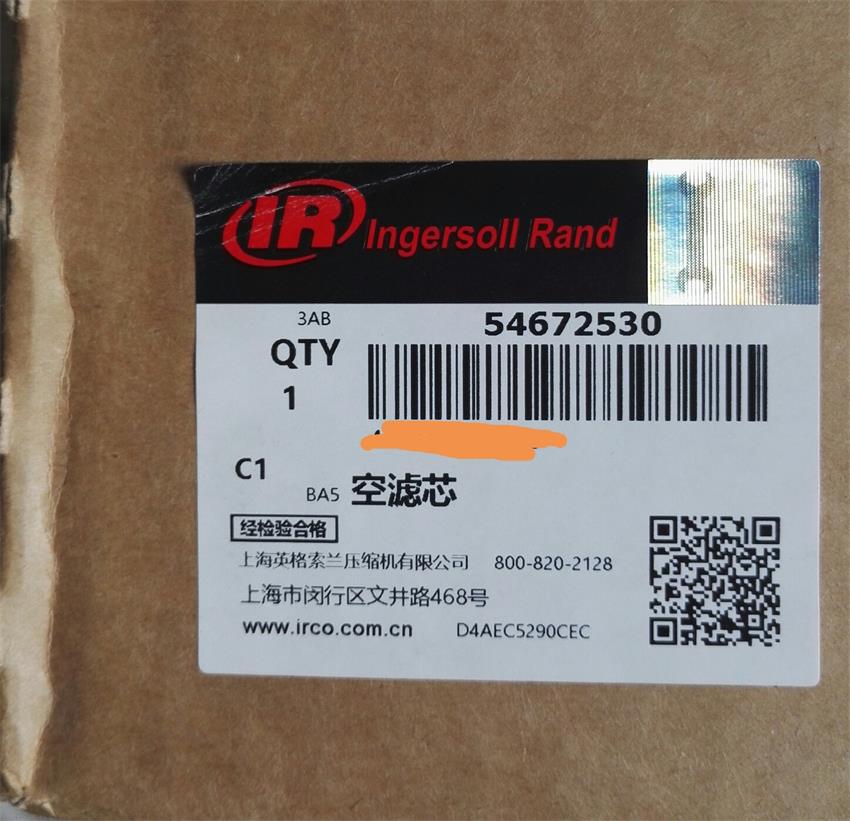 IR Ingersoll Rand
3AB
54672530
QTY
1
C1
BA5 空滤芯
经检验合格
上海英格索兰压缩机有限公司 800-820-2128
上海市闵行区文井路468号
www.irco.com.cn D4AEC5290CEC